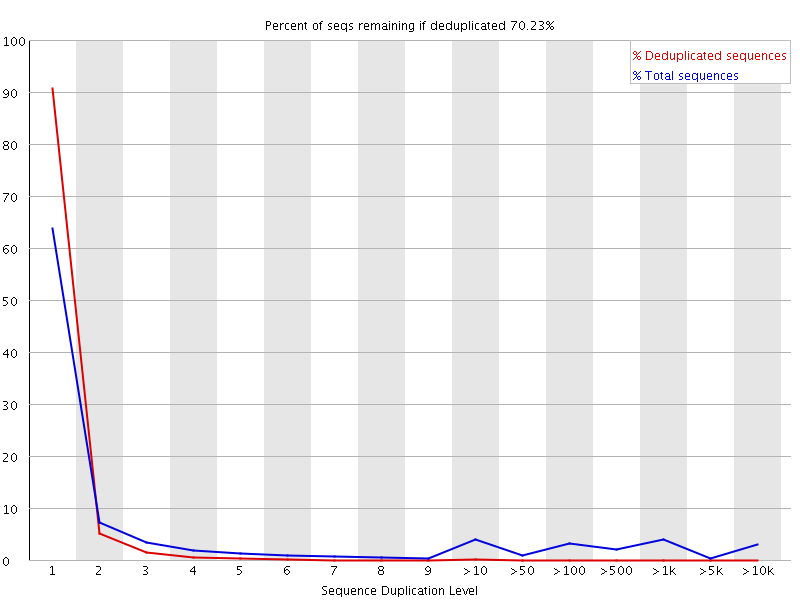 Percent of seqs remaining if deduplicated 70.23%
% Deduplicated sequences
% Total sequences
100
90
80
70
60
50
40
30
20
10
0
1 2 3 4 5 6 7 8 9 >10 >50 >100 >500 >1k >5k >10k
Sequence Duplication Level